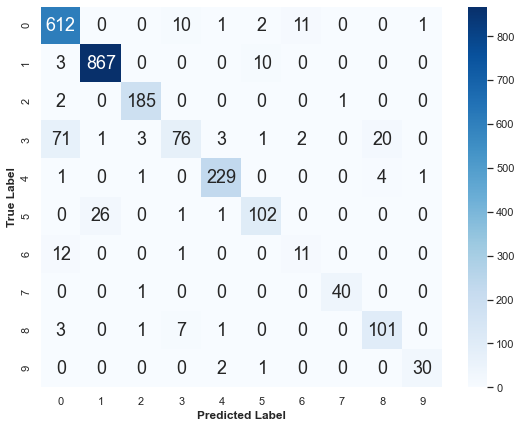 0 612 0 0 10 1 2 11 0 0 1
1 3 867 0 0 0 10 0 0 0 0
2 2 0 185 0 0 0 0 1 0 0
3 71 1 3 76 3 1 2 0 20 0
4 1 0 1 0 229 0 0 0 4 1
5 0 26 0 1 1 102 0 0 0 0
6 12 0 0 1 0 0 11 0 0 0
7 0 0 1 0 0 0 0 40 0 0
8 3 0 1 7 1 0 0 0 101 0
9 0 0 0 0 2 1 0 0 0 30
0 1 2 3 4 5 6 7 8 9
True Label
Predicted Label
800
700
600
500
400
300
200
100
0